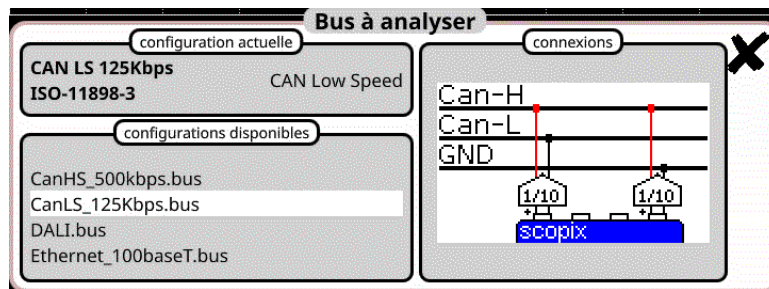 Bus à analyser
configuration actuelle
CAN LS 125Kbps
ISO-11898-3
CAN Low Speed
configurations disponibles
CanHS_500kbps.bus
CanLS_125Kbps.bus
DALI.bus
Ethernet_100baseT.bus
connexions
Can-H
Can-L
GND
1/10 1/10
+ +
scopix